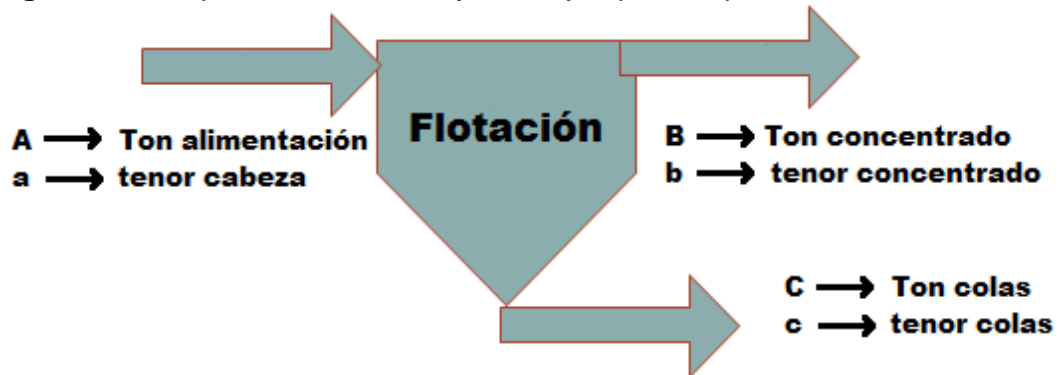 Flotación
A → Ton alimentación
a → tenor cabeza
B → Ton concentrado
b → tenor concentrado
C → Ton colas
c → tenor colas